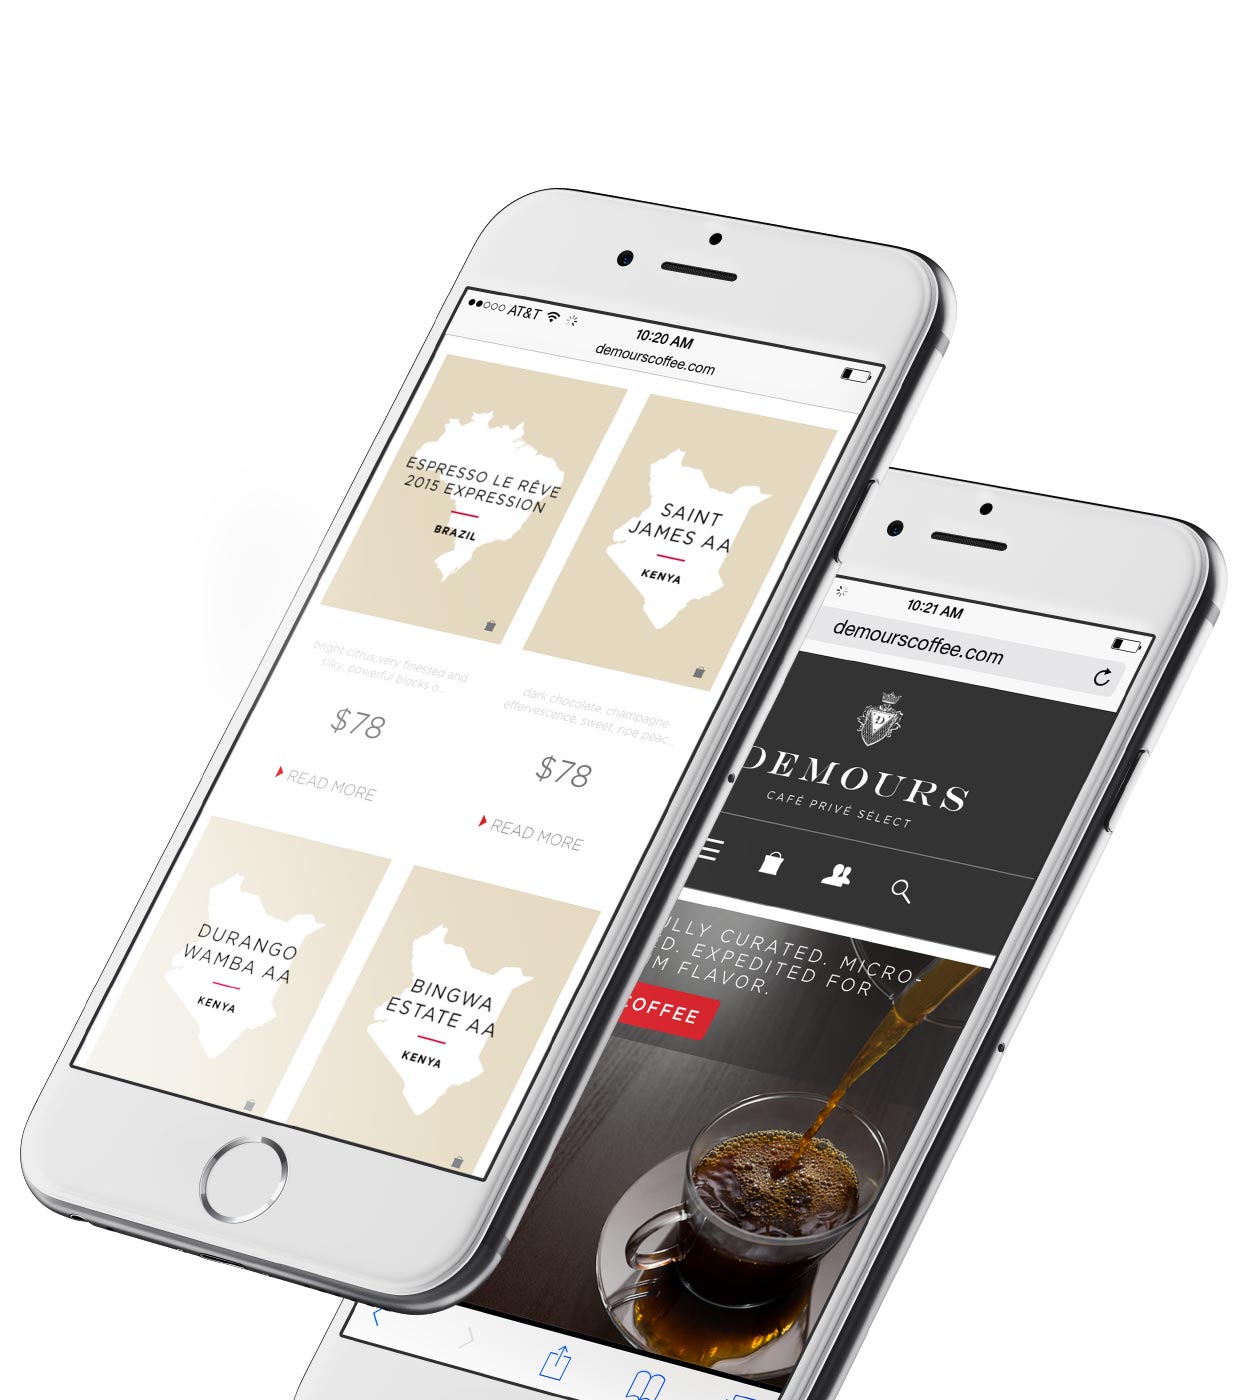 AT&T
10:20 AM
demourscoffee.com
ESPRESSO LE RÊVE
2015 EXPRESSION
BRAZIL
bright citrus,very finessed and
silky, powerful blocks o...
$78
READ MORE
SAINT
JAMES AA
KENYA
dark chocolate, champagne
effervescence, sweet, ripe peac...
$78
READ MORE
DURANGO
WAMBA AA
KENYA
BINGWA
ESTATE AA
KENYA
10:21 AM
demourscoffee.com
D
DEMOURS
CAFÉ PRIVÉ SÉLECT
ULLY CURATED. MICRO-
D. EXPEDITED FOR
M FLAVOR.
COFFEE